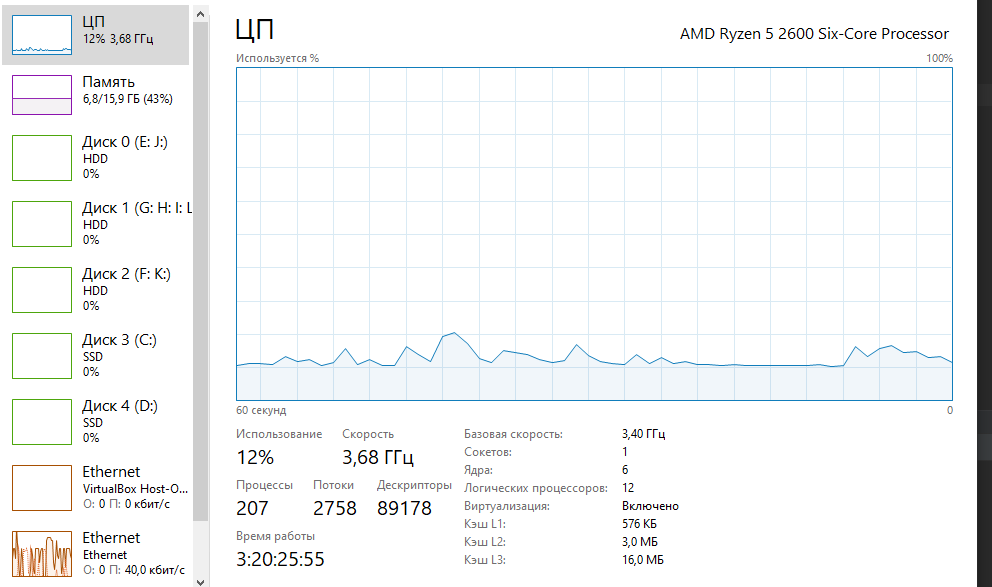 ЦП
12% 3,68 ГГц
Память
6,8/15,9 ГБ (43%)
Диск 0 (E: J:)
HDD
0%
Диск 1 (G: H: I: L
HDD
0%
Диск 2 (F: K:)
HDD
0%
Диск 3 (C:)
SSD
0%
Диск 4 (D:)
SSD
0%
Ethernet
VirtualBox Host-O...
О: 0 П: 0 кбит/с
Ethernet
Ethernet
О: 0 П: 40,0 кбит/с
ЦП
AMD Ryzen 5 2600 Six-Core Processor
Используется %
100%
60 секунд
0
Использование
12%
Скорость
3,68 ГГц
Процессы
207
Потоки
2758
Дескрипторы
89178
Время работы
3:20:25:55
Базовая скорость: 3,40 ГГц
Сокетов: 1
Ядра: 6
Логических процессоров: 12
Виртуализация: Включено
Кэш L1: 576 КБ
Кэш L2: 3,0 МБ
Кэш L3: 16,0 МБ